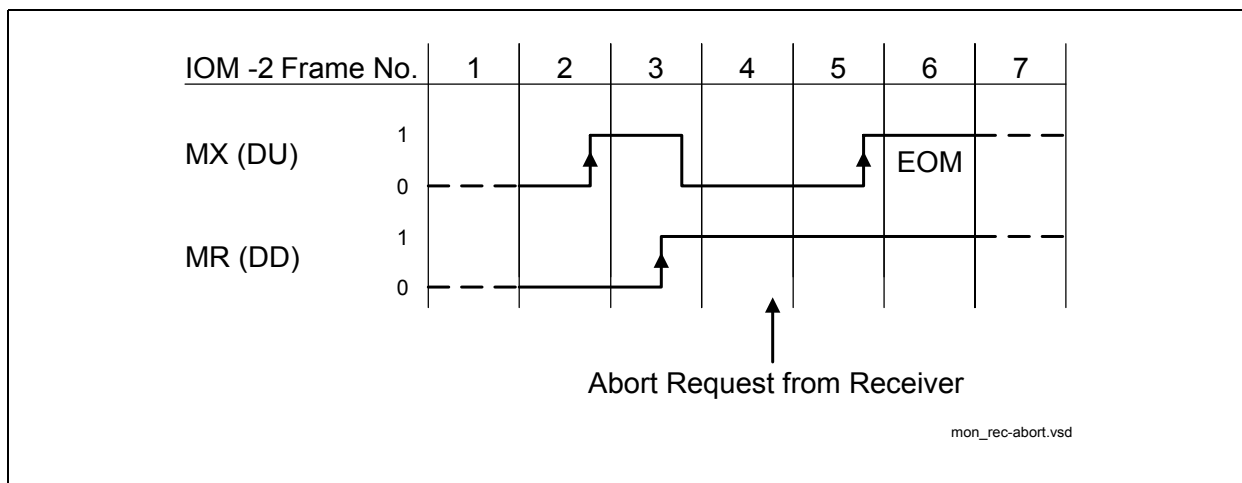 IOM -2 Frame No. 1 2 3 4 5 6 7
1
MX (DU)
EOM
0
1
MR (DD)
0
Abort Request from Receiver
mon_rec-abort.vsd